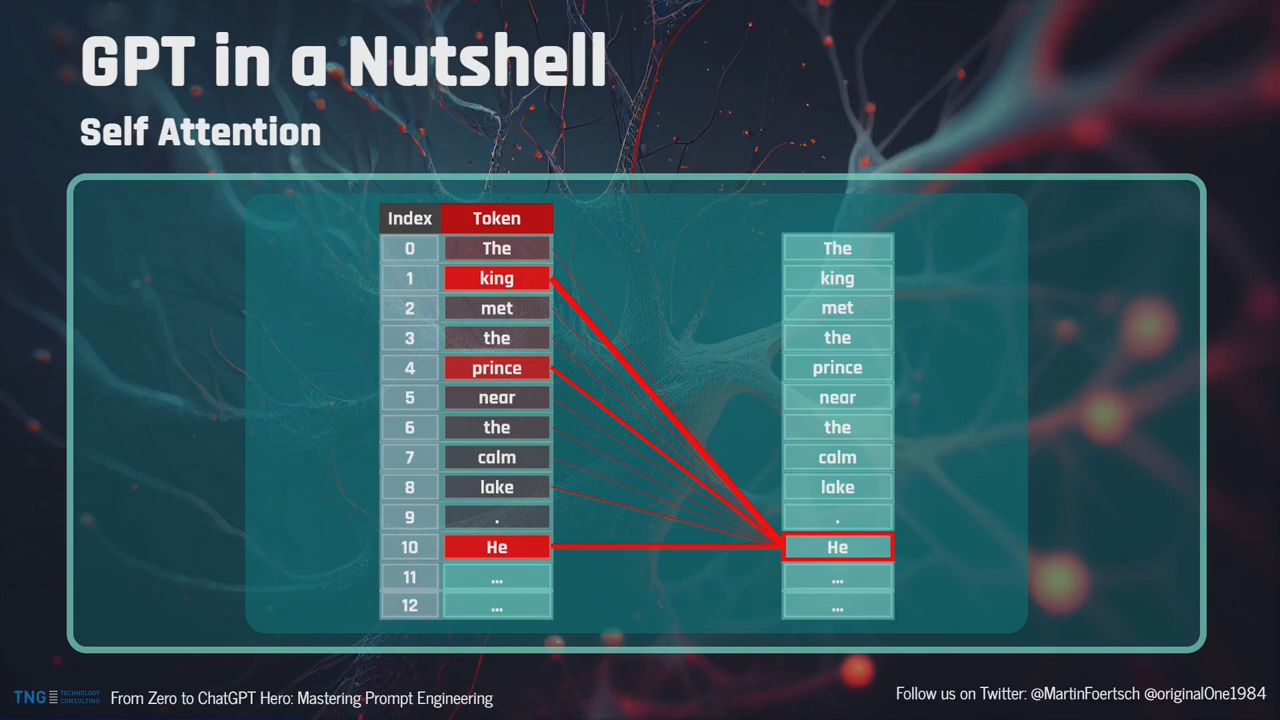 GPT in a Nutshell
Self Attention
Index Token
0 The
1 king
2 met
3 the
4 prince
5 near
6 the
7 calm
8 lake
9 .
10 He
11 ...
12 ...
The
king
met
the
prince
near
the
calm
lake
.
He
...
...
TNG TECHNOLOGY CONSULTING
From Zero to ChatGPT Hero: Mastering Prompt Engineering
Follow us on Twitter: @MartinFoertsch @originalOne1984